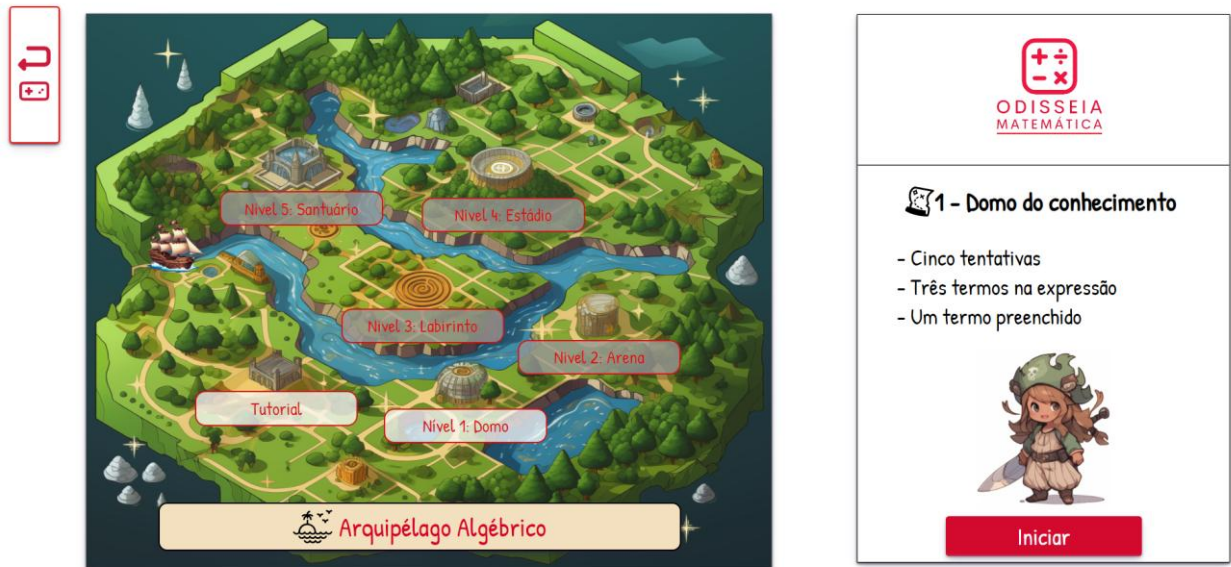 Nível 5: Santuário
Nível 4: Estádio
Nível 3: Labirinto
Nível 2: Arena
Tutorial
Nível 1: Domo
Arquipélago Algébrico
ODISSEIA
MATEMÁTICA
1 - Domo do conhecimento
- Cinco tentativas
- Três termos na expressão
- Um termo preenchido
Iniciar